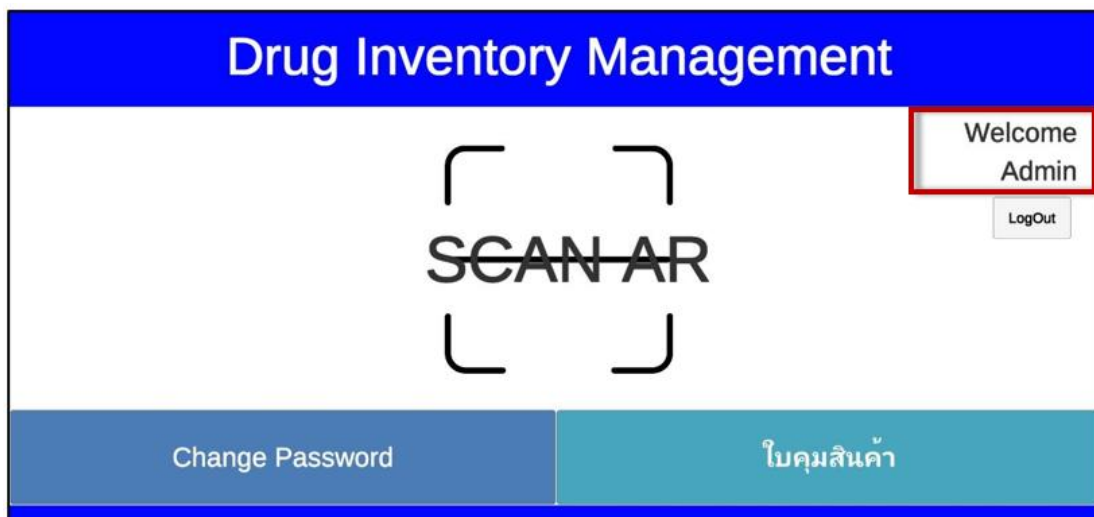 Drug Inventory Management
Welcome
Admin
LogOut
SCAN AR
Change Password
ใบคุมสินค้า